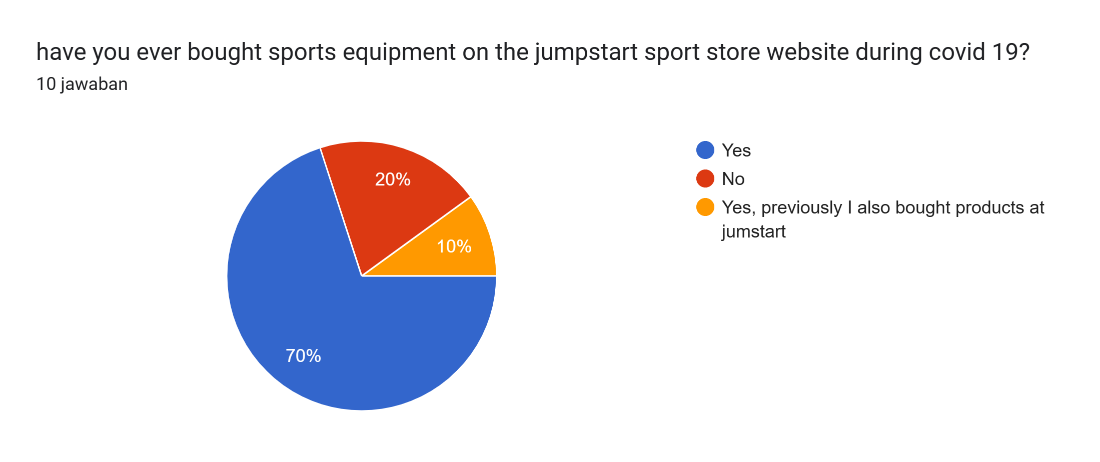 have you ever bought sports equipment on the jumpstart sport store website during covid 19?
10 jawaban
Yes
No
Yes, previously I also bought products at
jumstart
20%
10%
70%